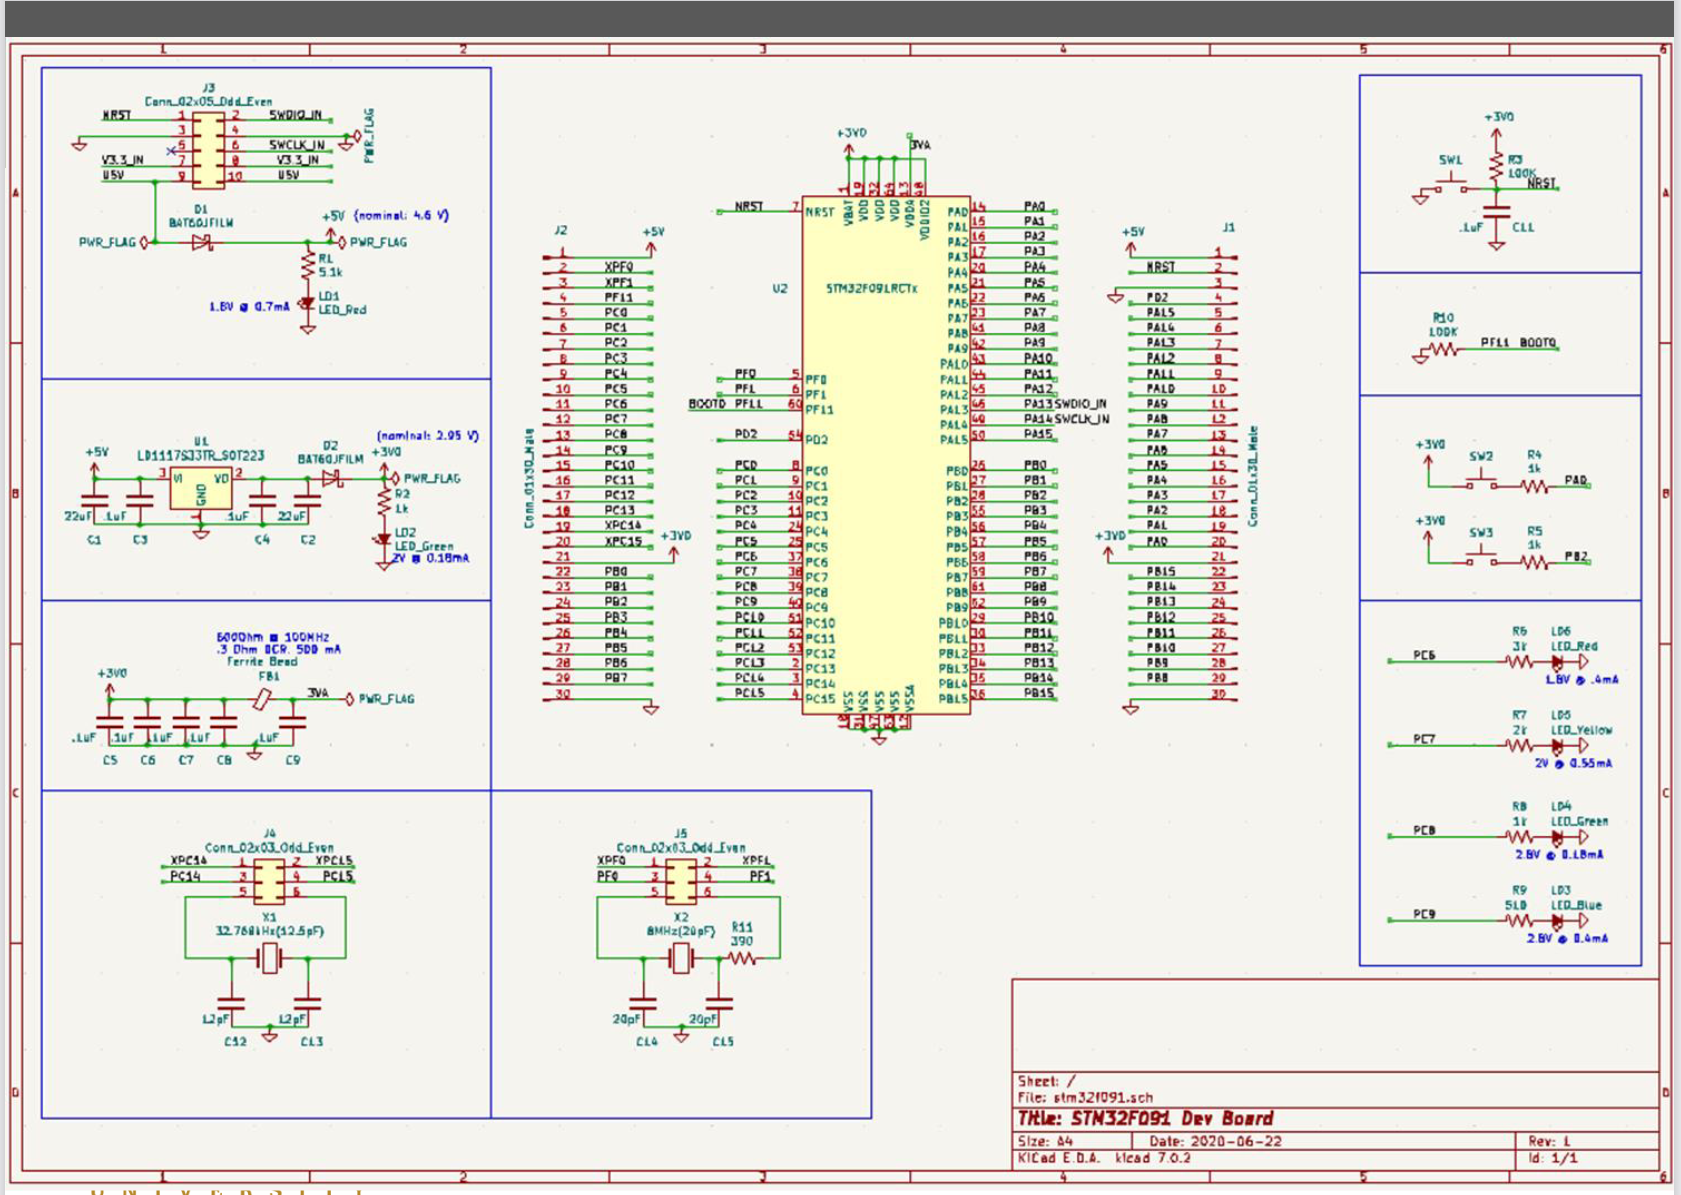 J3
Conn_02x05_Odd_Even
NRST 1 2 SWDIO_IN
3 4
5 6 SWCLK_IN
V3.3_IN 7 8 V3.3_IN
U5V 9 10 U5V
PWR_FLAG
D1
BAT60JFILM
+5V (nominal: 4.6 V)
PWR_FLAG
PWR_FLAG
R1
5.1k
LD1
LED_Red
1.8V @ 0.7mA
(nominal: 2.95 V)
U1
LD1117S33TR_SOT223
D2
BAT60JFILM
+5V
+3V0
3 VI VO 2
GND
1
PWR_FLAG
R2
1k
22uF .1uF .1uF 22uF
C1 C3 C4 C2
LD2
LED_Green
2V @ 0.18mA
600Ohm @ 100MHz
.3 Ohm DCR. 500 mA
Ferrite Bead
FB1
+3V0
3VA
PWR_FLAG
.1uF .1uF .1uF .1uF .1uF
C5 C6 C7 C8 C9
J4
Conn_02x03_Odd_Even
XPC14 1 2 XPC15
PC14 3 4 PC15
5 6
X1
32.768kHz(12.5pF)
12pF 12pF
C12 C13
J5
Conn_02x03_Odd_Even
XPF0 1 2 XPF1
PF0 3 4 PF1
5 6
X2
8MHz(20pF)
R11
390
20pF 20pF
C14 C15
J2
+5V
1
2 XPF0
3 XPF1
4 PF11
5 PC0
6 PC1
7 PC2
8 PC3
9 PC4
10 PC5
11 PC6
12 PC7
13 PC8
14 PC9
15 PC10
16 PC11
17 PC12
18 PC13
19 XPC14
20 XPC15
21 +3V0
22 PB0
23 PB1
24 PB2
25 PB3
26 PB4
27 PB5
28 PB6
29 PB7
30
Conn_01x30_Male
+3V0
3VA
1 19 32 64 13 48
VBAT VDD VDD VDD VDDA VDDIO2
U2
STM32F091RCTx
NRST 7 NRST
PF0 5 PF0
PF1 6 PF1
BOOT0 PF11 60 PF11
PD2 54 PD2
PC0 8 PC0
PC1 9 PC1
PC2 10 PC2
PC3 11 PC3
PC4 24 PC4
PC5 25 PC5
PC6 37 PC6
PC7 38 PC7
PC8 39 PC8
PC9 40 PC9
PC10 51 PC10
PC11 52 PC11
PC12 53 PC12
PC13 2 PC13
PC14 3 PC14
PC15 4 PC15
PA0 14 PA0
PA1 15 PA1
PA2 16 PA2
PA3 17 PA3
PA4 20 PA4
PA5 21 PA5
PA6 22 PA6
PA7 23 PA7
PA8 41 PA8
PA9 42 PA9
PA10 43 PA10
PA11 44 PA11
PA12 45 PA12
PA13 46 PA13 SWDIO_IN
PA14 49 PA14 SWCLK_IN
PA15 50 PA15
PB0 26 PB0
PB1 27 PB1
PB2 28 PB2
PB3 55 PB3
PB4 56 PB4
PB5 57 PB5
PB6 58 PB6
PB7 59 PB7
PB8 61 PB8
PB9 62 PB9
PB10 29 PB10
PB11 30 PB11
PB12 33 PB12
PB13 34 PB13
PB14 35 PB14
PB15 36 PB15
VSS VSS VSS VSS VSSA
18 31 47 63 12
J1
+5V
1
NRST 2
3
PD2 4
PA15 5
PA14 6
PA13 7
PA12 8
PA11 9
PA10 10
PA9 11
PA8 12
PA7 13
PA6 14
PA5 15
PA4 16
PA3 17
PA2 18
PA1 19
PA0 20
+3V0 21
PB15 22
PB14 23
PB13 24
PB12 25
PB11 26
PB10 27
PB9 28
PB8 29
30
Conn_01x30_Male
+3V0
SW1
R3
100K
NRST
.1uF C11
R10
100K
PF11 BOOT0
+3V0
SW2
R4
1k
PA0
+3V0
SW3
R5
1k
PB2
R6 LD6
3k LED_Red
PC6
1.8V @ .4mA
R7 LD5
2k LED_Yellow
PC7
2V @ 0.55mA
R8 LD4
1k LED_Green
PC8
2.8V @ 0.18mA
R9 LD3
510 LED_Blue
PC9
2.8V @ 0.4mA
Sheet: /
File: stm32f091.sch
Title: STM32F091 Dev Board
Size: A4 Date: 2020-06-22 Rev: 1
KiCad E.D.A. kicad 7.0.2 Id: 1/1
1 2 3 4 5 6
A B C D